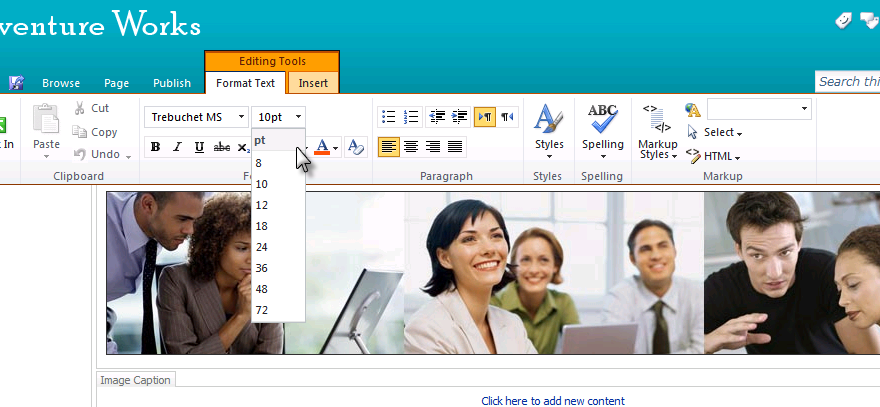 venture Works
Editing Tools
Browse Page Publish Format Text Insert
Search this
Paste
Cut
Copy
Undo
Clipboard
Trebuchet MS 10pt
B I U abc x₂ A A
pt
8
10
12
18
24
36
48
72
Fo
Paragraph
A
Styles
Styles
ABC
Spelling
Spelling
Markup
Styles
Select
HTML
Markup
k In
Image Caption
Click here to add new content